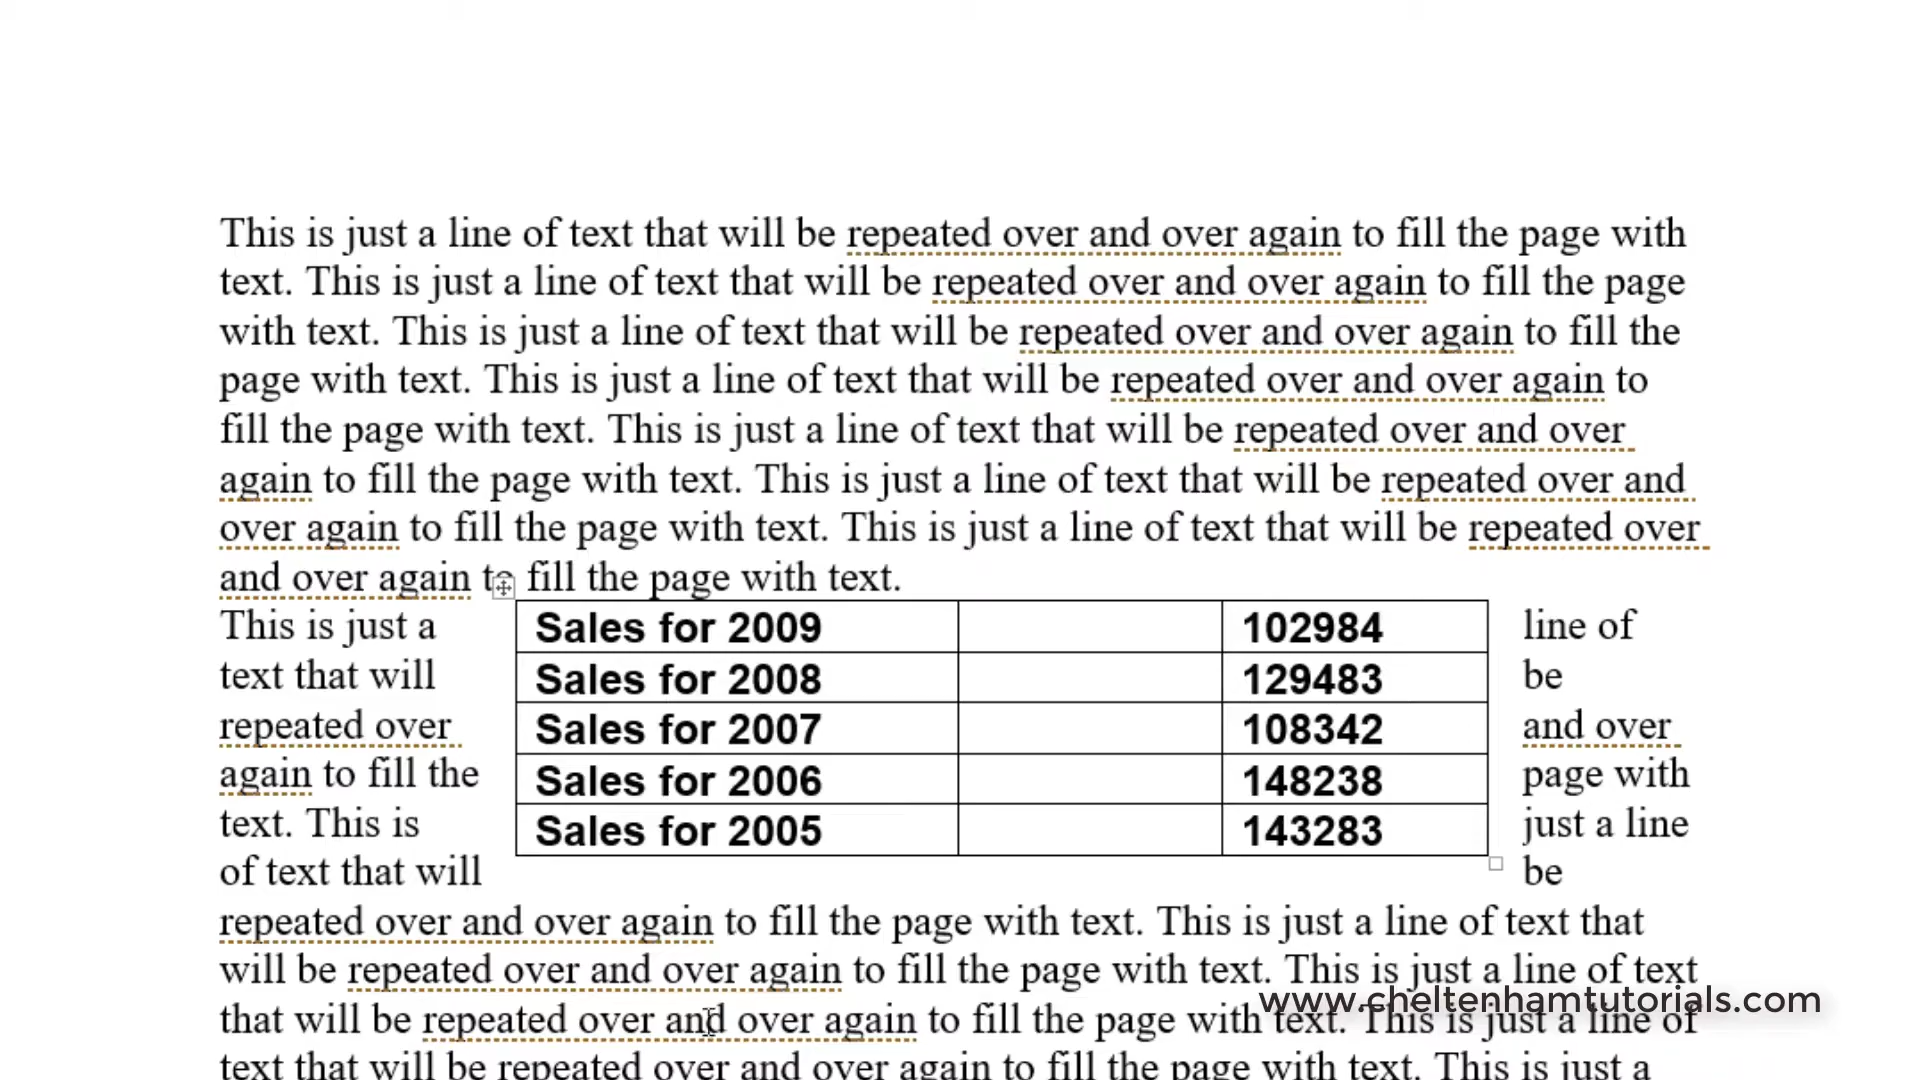 This is just a line of text that will be repeated over and over again to fill the page with
text. This is just a line of text that will be repeated over and over again to fill the page
with text. This is just a line of text that will be repeated over and over again to fill the
page with text. This is just a line of text that will be repeated over and over again to
fill the page with text. This is just a line of text that will be repeated over and over
again to fill the page with text. This is just a line of text that will be repeated over and
over again to fill the page with text. This is just a line of text that will be repeated over
and over again to fill the page with text.
This is just a Sales for 2009 102984 line of
text that will Sales for 2008 129483 be
repeated over Sales for 2007 108342 and over
again to fill the Sales for 2006 148238 page with
text. This is Sales for 2005 143283 just a line
of text that will be
repeated over and over again to fill the page with text. This is just a line of text that
will be repeated over and over again to fill the page with text. This is just a line of text
www.cheltenhamtutorials.com
that will be repeated over and over again to fill the page with text. This is just a line of
text that will be repeated over and over again to fill the page with text. This is just a